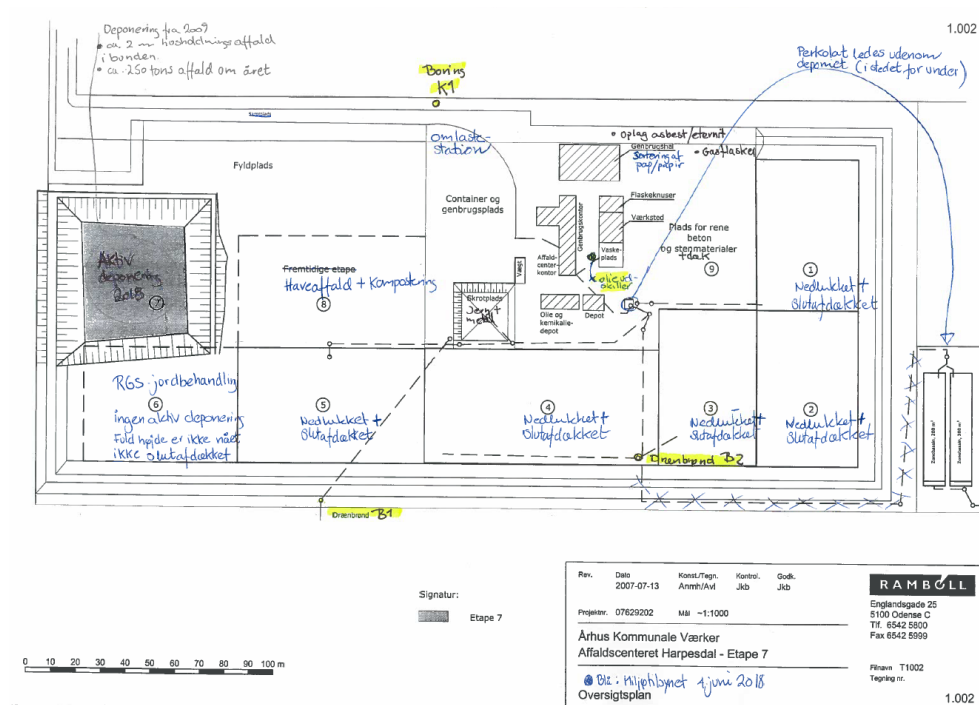 1.002
Deponering fra 2009
• ca. 2 m husholdningsaffald
i bunden.
• ca. 250 tons affald om året
Perkolat ledes udenom
depotet (i stedet for under)
Boring
K1
omlaste-
station
• Oplag asbest/eternit
• Gasflasker
Genbrugshal
Sortering af
pap/papir
Fyldplads
Container og
genbrugsplads
Flaskeknuser
Værksted
Genbrugskontor
Vaske-
plads
Plads for rene
beton
og stenmaterialer
+ dæk
9
Affald-
center-
kontor
Vægt
olieud-
skiller
Aktiv
deponering
2018
7
Fremtidige etape
Haveaffald + Kompostering
8
Skrotplads
Jern +
metal
Olie og
kemikalie-
depot
Depot
1
Nedlukket +
Slutafdækket
RGS jordbehandling
6
ingen aktiv deponering
Fuld højde er ikke nået
ikke slutafdækket
5
Nedlukket +
Slutafdækket
4
Nedlukket +
Slutafdækket
3
Nedlukket +
Slutafdækket
2
Nedlukket +
Slutafdækket
Drænbrønd B2
Drænbrønd B1
Signatur:
Etape 7
0 10 20 30 40 50 60 70 80 90 100 m
Rev. Dato Konst./Tegn. Kontrol. Godk.
2007-07-13 Anmh/Avl Jkb Jkb
Projektnr. 07629202 Mål ~1:1000
Århus Kommunale Værker
Affaldscenteret Harpesdal - Etape 7
Oversigtsplan
RAMBØLL
Englandsgade 25
5100 Odense C
Tlf. 6542 5800
Fax 6542 5999
Filnavn T1002
Tegning nr.
1.002